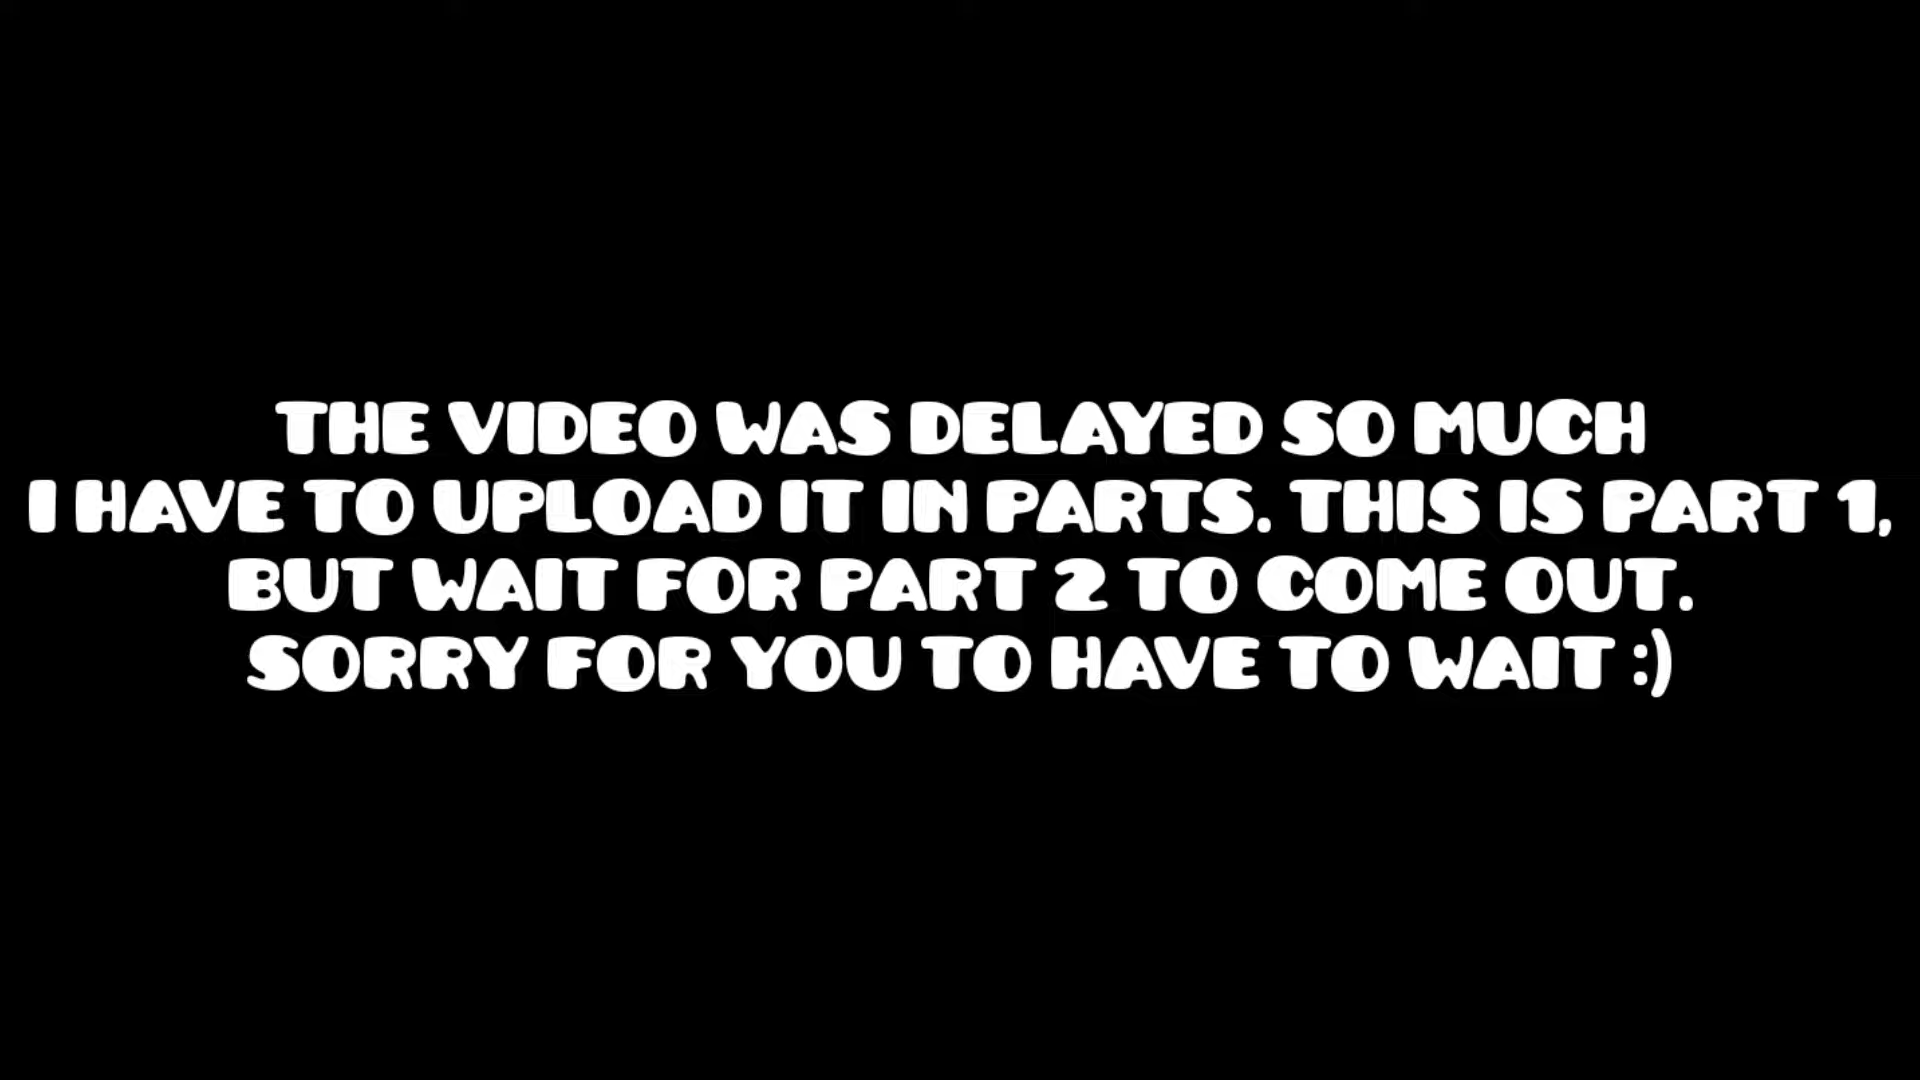 THE VIDEO WAS DELAYED SO MUCH
I HAVE TO UPLOAD IT IN PARTS. THIS IS PART 1,
BUT WAIT FOR PART 2 TO COME OUT.
SORRY FOR YOU TO HAVE TO WAIT :)